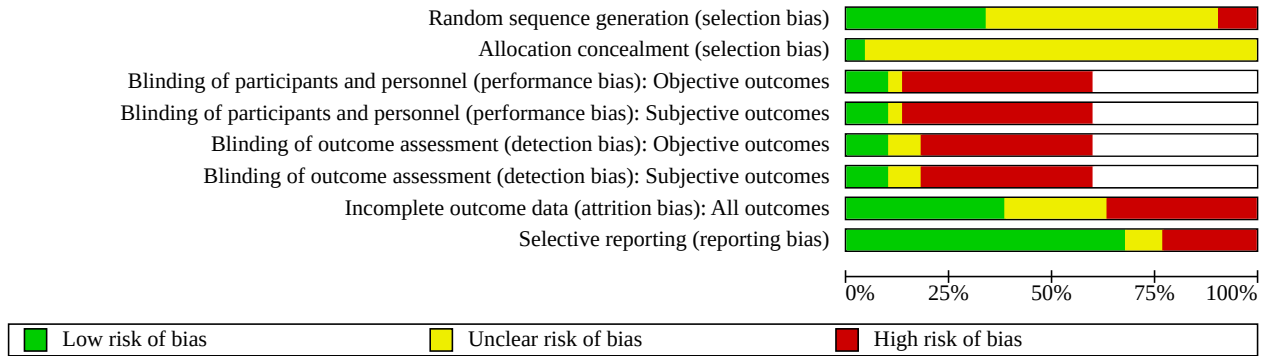 Random sequence generation (selection bias)
Allocation concealment (selection bias)
Blinding of participants and personnel (performance bias): Objective outcomes
Blinding of participants and personnel (performance bias): Subjective outcomes
Blinding of outcome assessment (detection bias): Objective outcomes
Blinding of outcome assessment (detection bias): Subjective outcomes
Incomplete outcome data (attrition bias): All outcomes
Selective reporting (reporting bias)
0% 25% 50% 75% 100%
Low risk of bias Unclear risk of bias High risk of bias